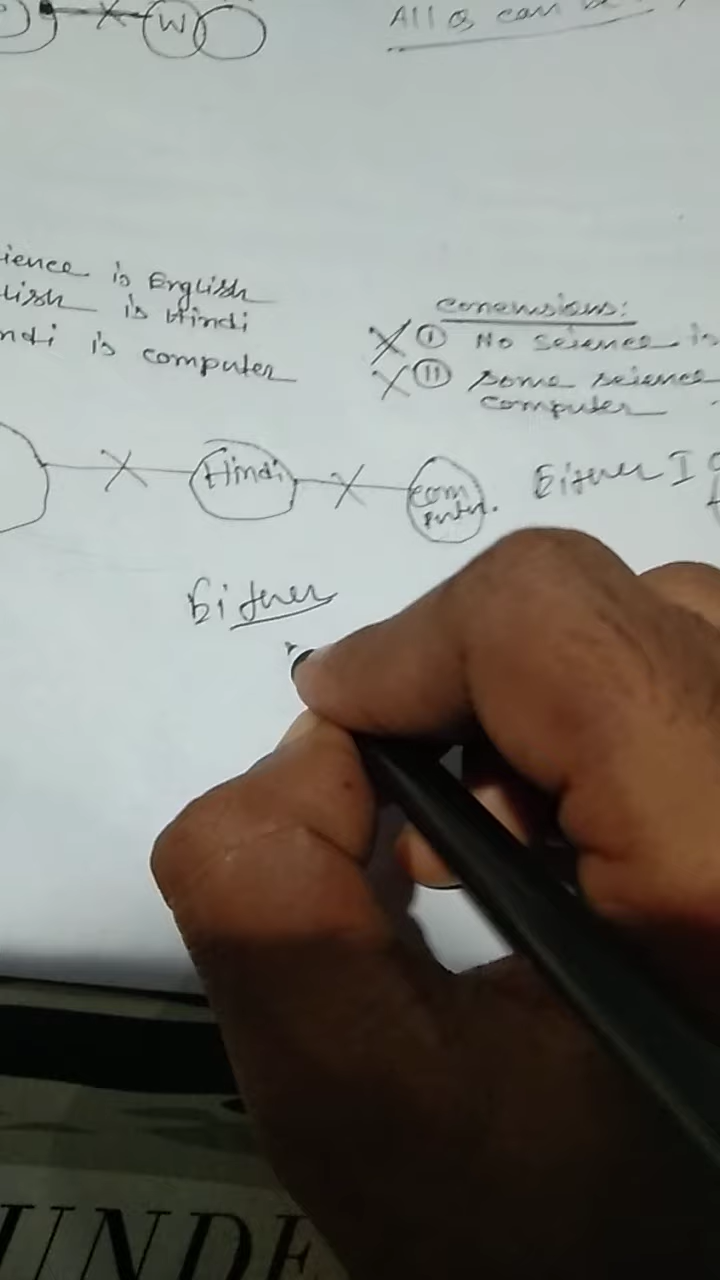 W
All
ience is English
lish is Hindi
ndi is computer
conclusions:
I No science is
II some science
computer
Hindi
com
puter.
Either I
Either
UNDE